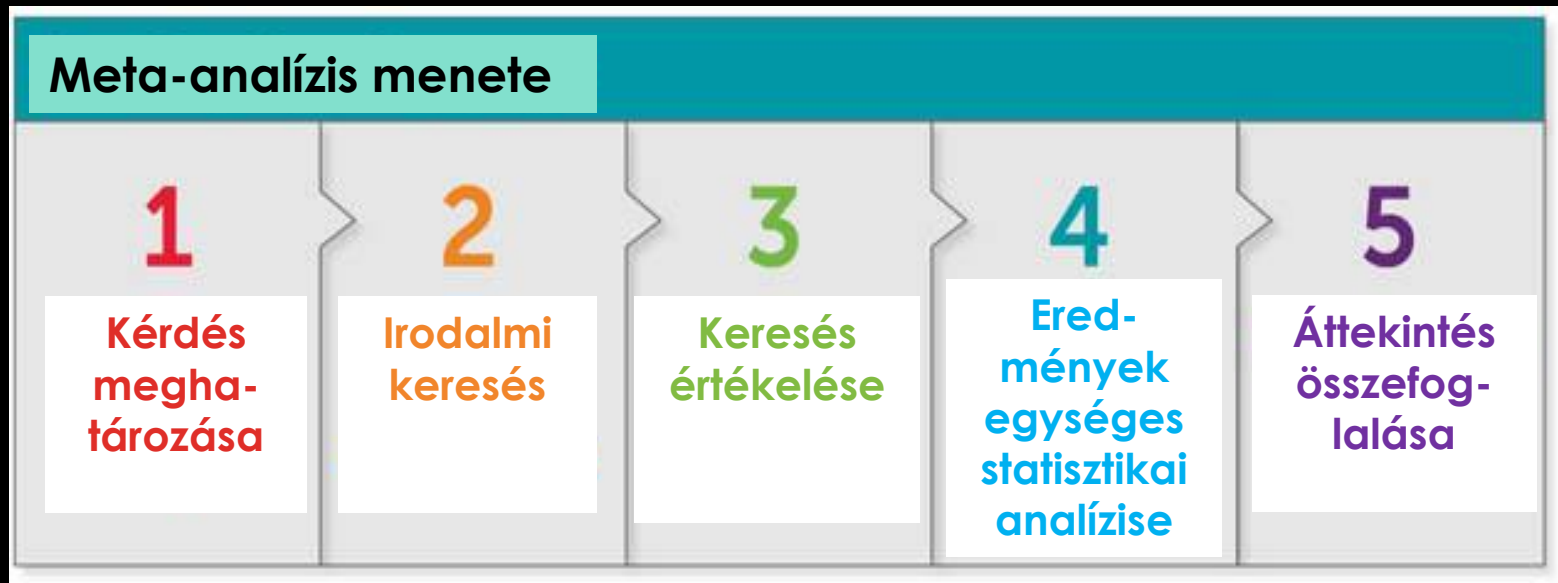 Meta-analízis menete
1
Kérdés
megha-
tározása
2
Irodalmi
keresés
3
Keresés
értékelése
4
Ered-
mények
egységes
statisztikai
analízise
5
Áttekintés
összefog-
lalása